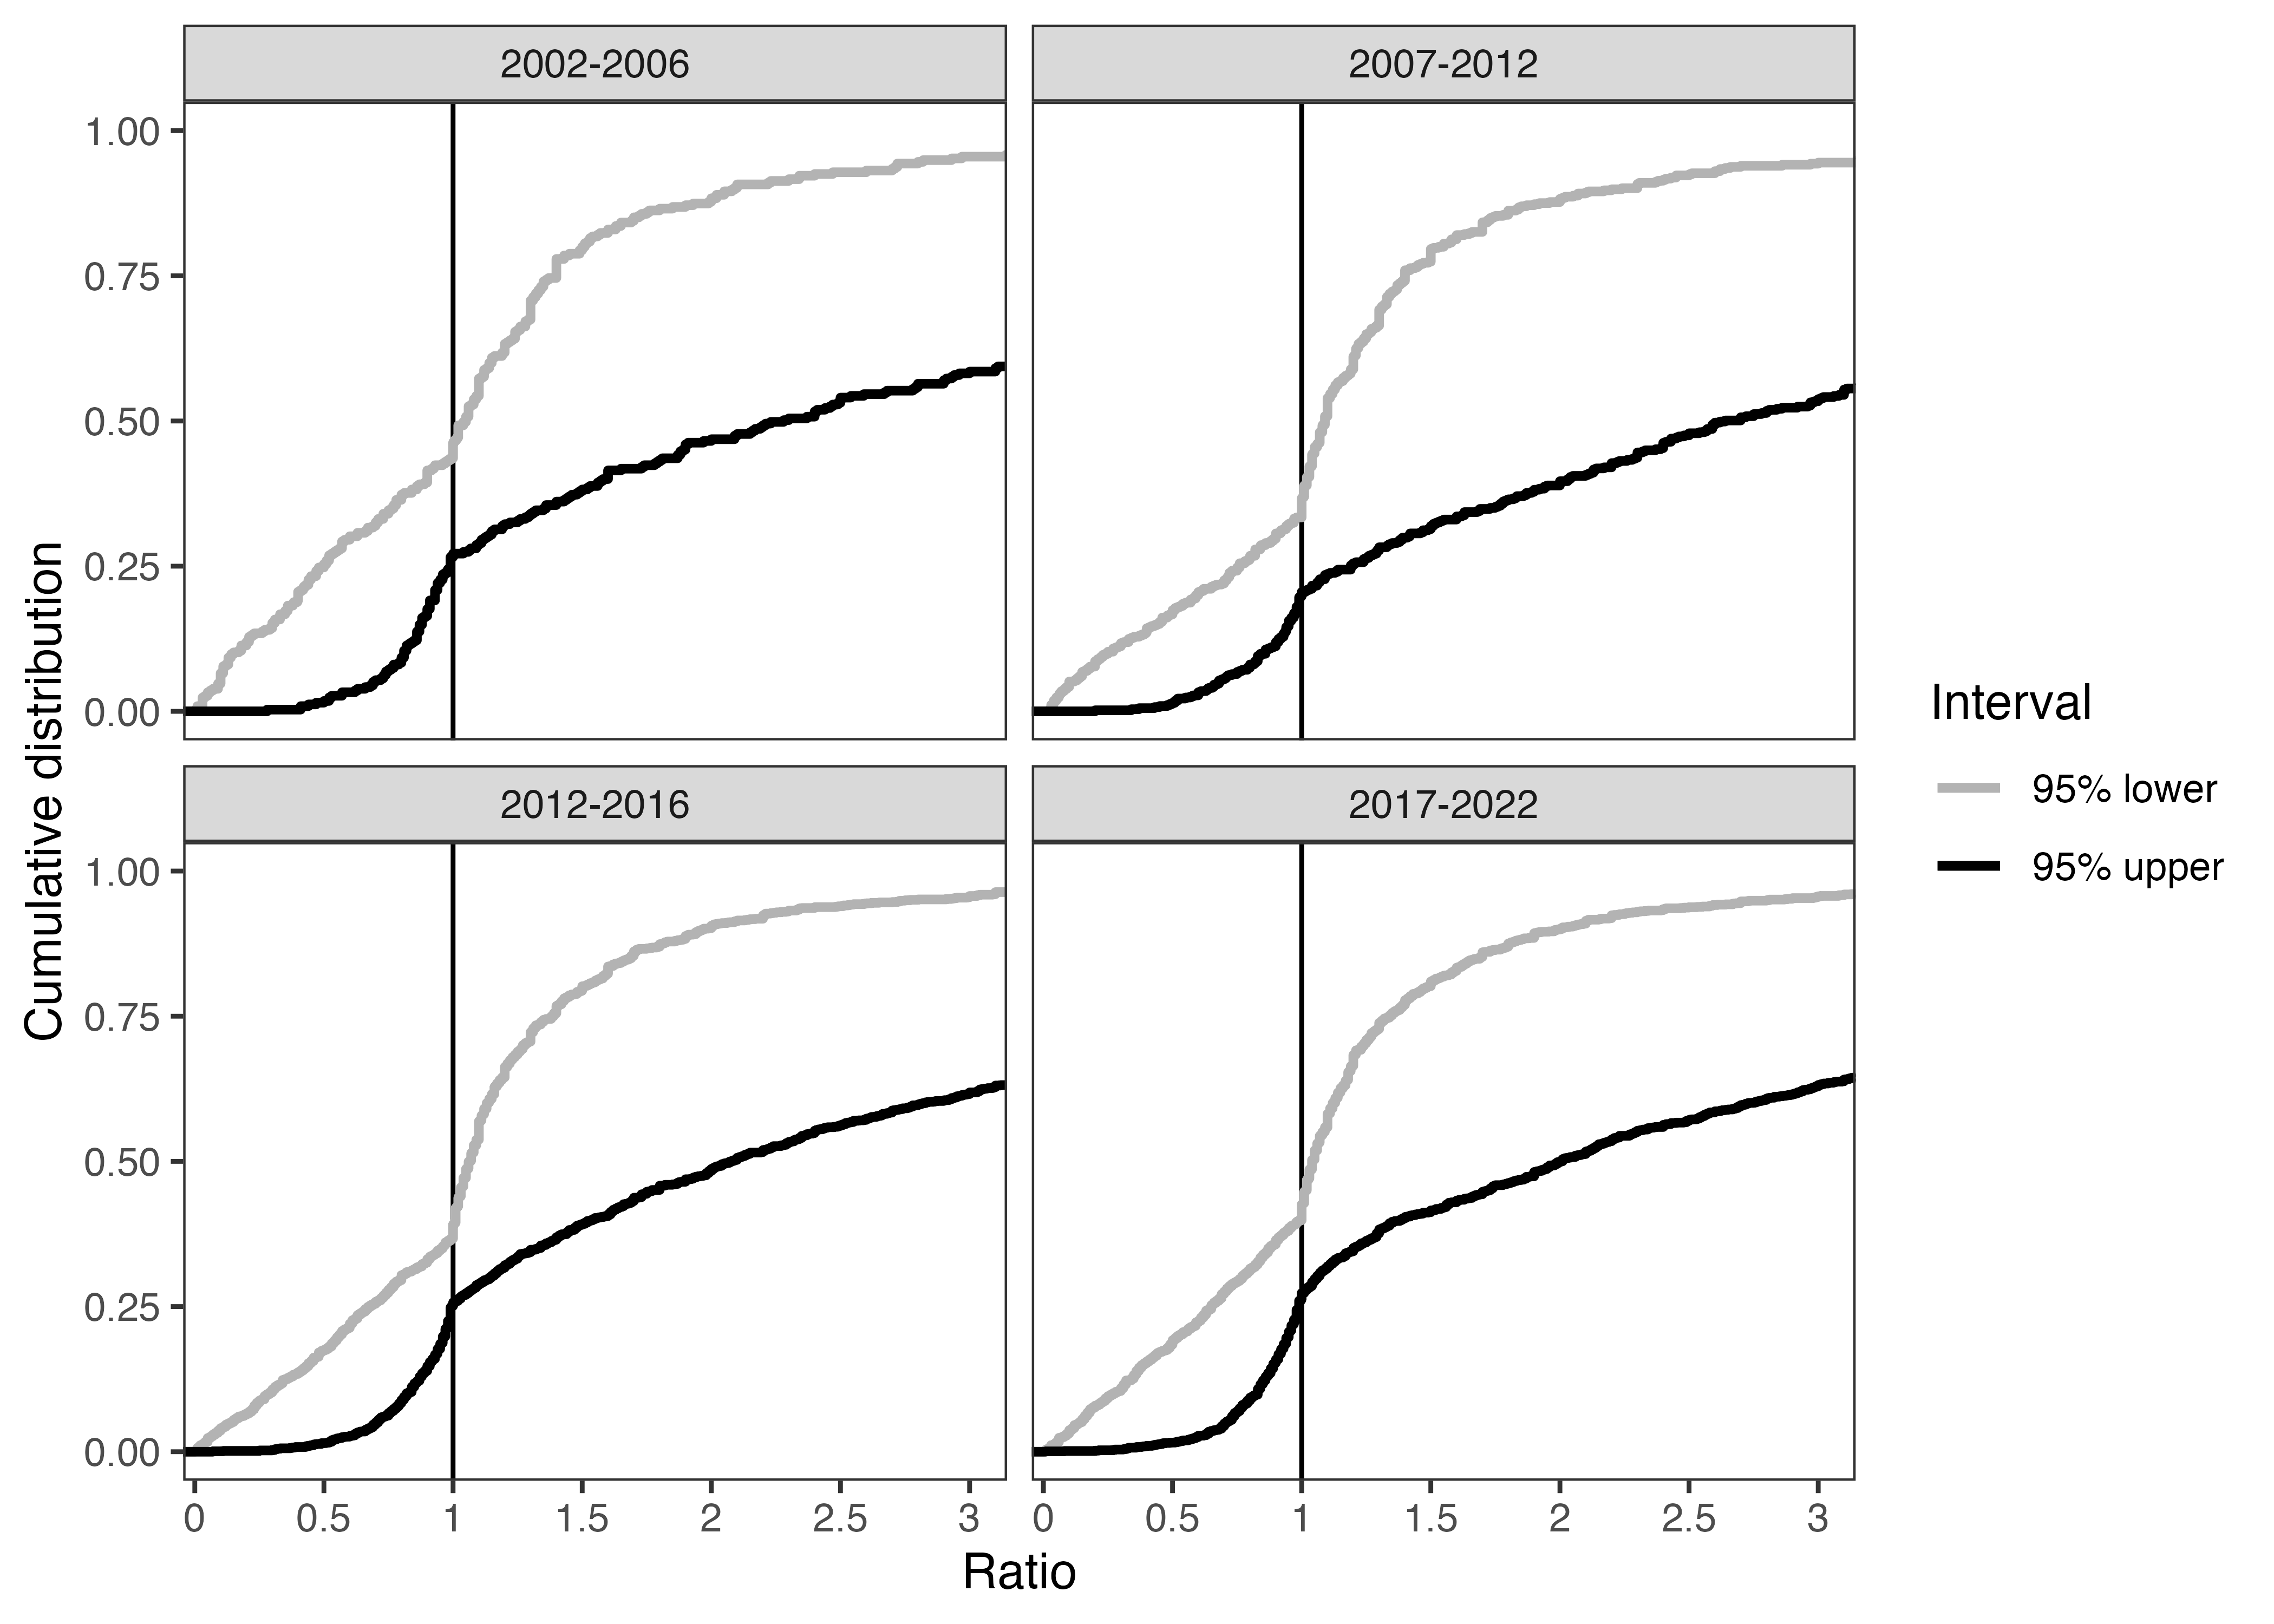 2002-2006
2007-2012
1.00
0.75
0.50
0.25
0.00
2012-2016
2017-2022
1.00
0.75
0.50
0.25
0.00
0 0.5 1 1.5 2 2.5 3
0 0.5 1 1.5 2 2.5 3
Ratio
Cumulative distribution
Interval
95% lower
95% upper